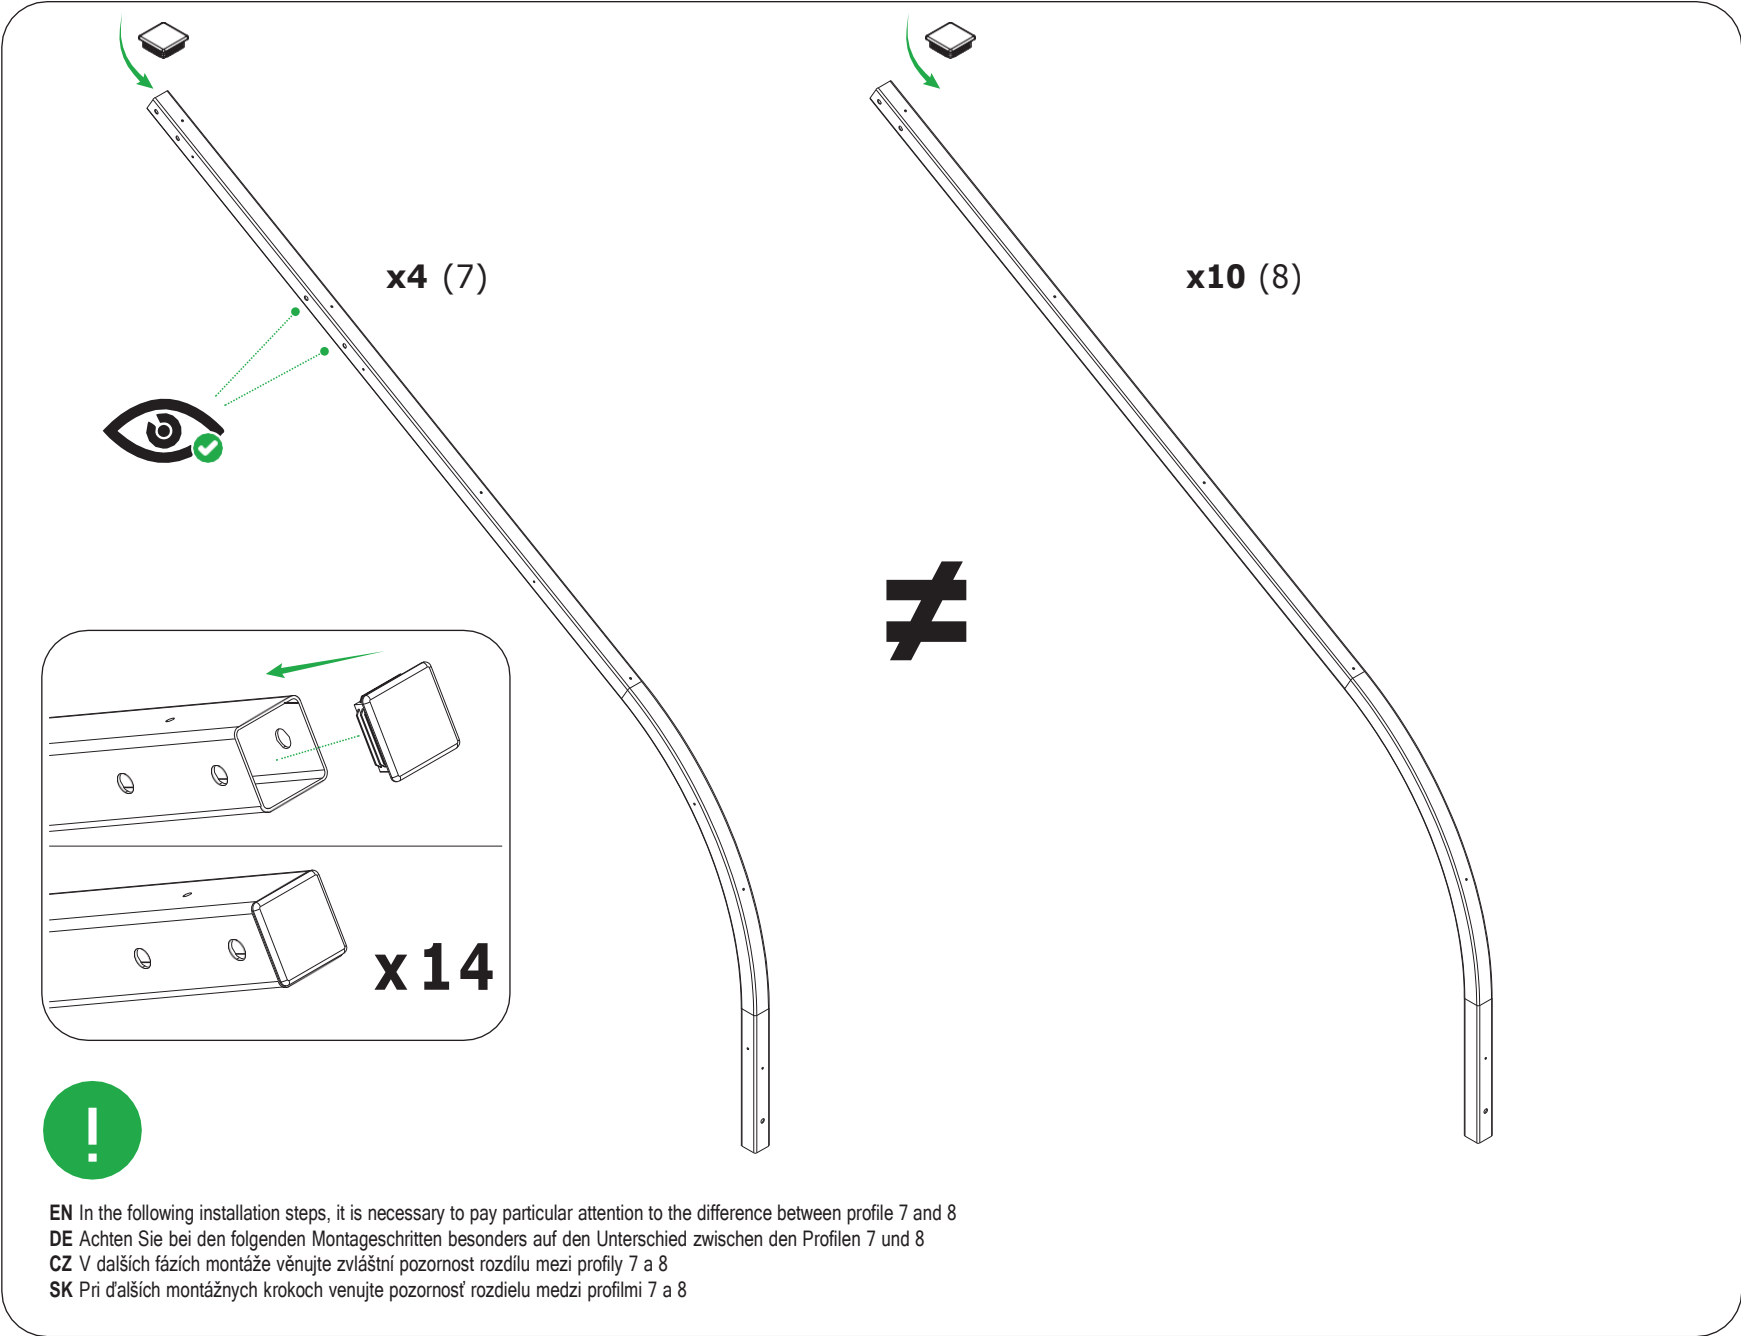 x4 (7)
x10 (8)
≠
x14
!
EN In the following installation steps, it is necessary to pay particular attention to the difference between profile 7 and 8
DE Achten Sie bei den folgenden Montageschritten besonders auf den Unterschied zwischen den Profilen 7 und 8
CZ V dalších fázích montáže věnujte zvláštní pozornost rozdílu mezi profily 7 a 8
SK Pri ďalších montážnych krokoch venujte pozornosť rozdielu medzi profilmi 7 a 8